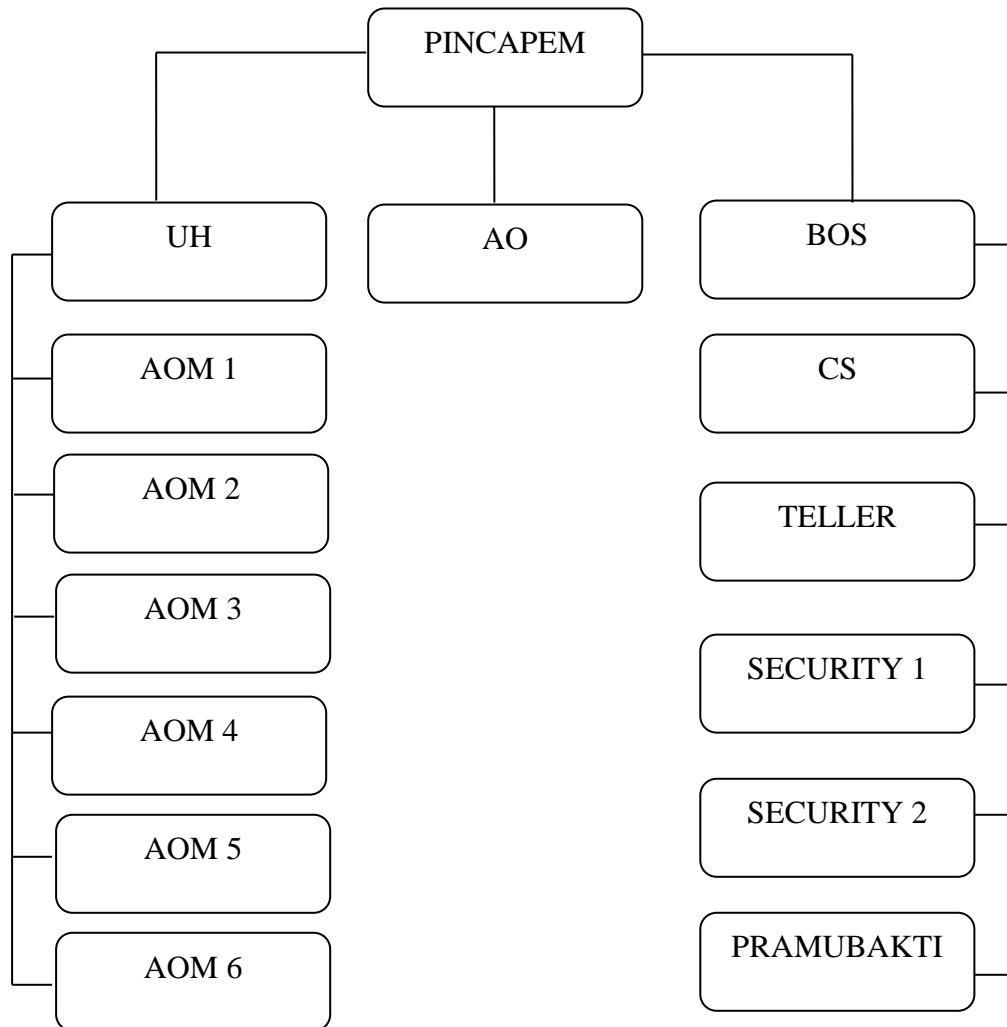 PINCAPEM
UH
AO
BOS
AOM 1
CS
AOM 2
TELLER
AOM 3
SECURITY 1
AOM 4
SECURITY 2
AOM 5
PRAMUBAKTI
AOM 6